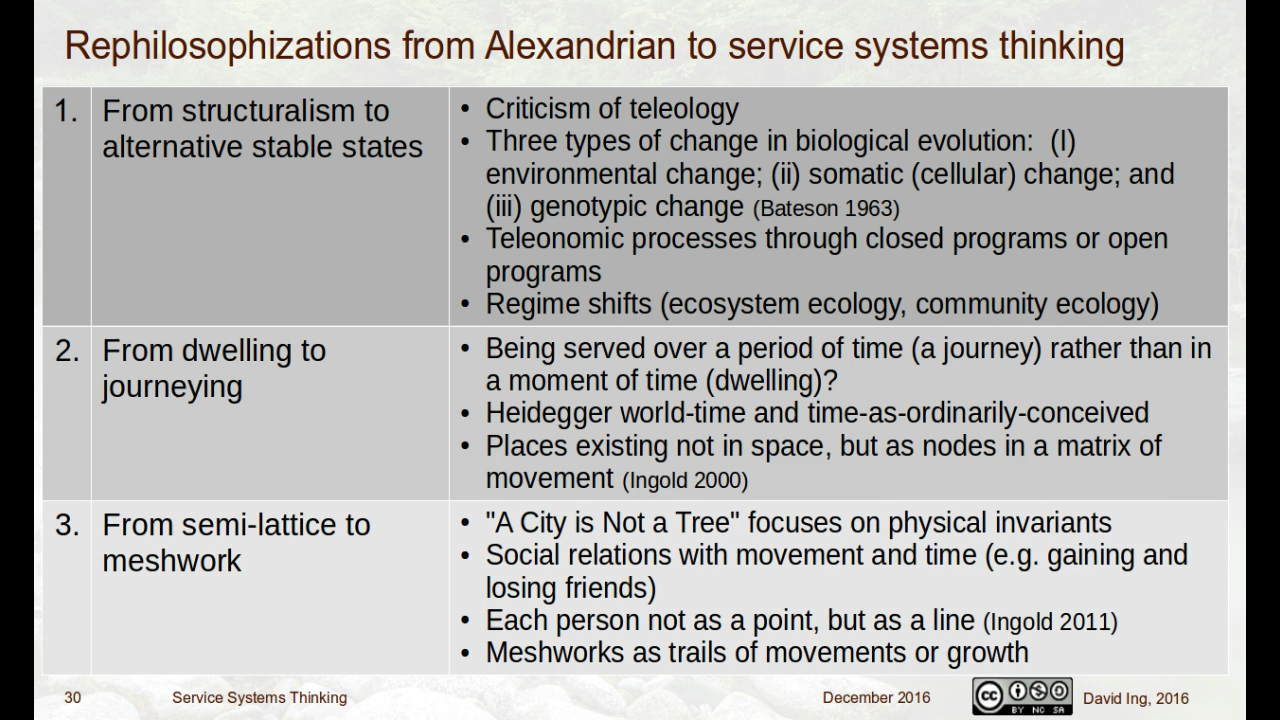 Rephilosophizations from Alexandrian to service systems thinking
1. From structuralism to
alternative stable states
• Criticism of teleology
• Three types of change in biological evolution: (I)
environmental change; (ii) somatic (cellular) change; and
(iii) genotypic change (Bateson 1963)
• Teleonomic processes through closed programs or open
programs
• Regime shifts (ecosystem ecology, community ecology)
2. From dwelling to
journeying
• Being served over a period of time (a journey) rather than in
a moment of time (dwelling)?
• Heidegger world-time and time-as-ordinarily-conceived
• Places existing not in space, but as nodes in a matrix of
movement (Ingold 2000)
3. From semi-lattice to
meshwork
• "A City is Not a Tree" focuses on physical invariants
• Social relations with movement and time (e.g. gaining and
losing friends)
• Each person not as a point, but as a line (Ingold 2011)
• Meshworks as trails of movements or growth
30 Service Systems Thinking December 2016 cc BY NC SA David Ing, 2016